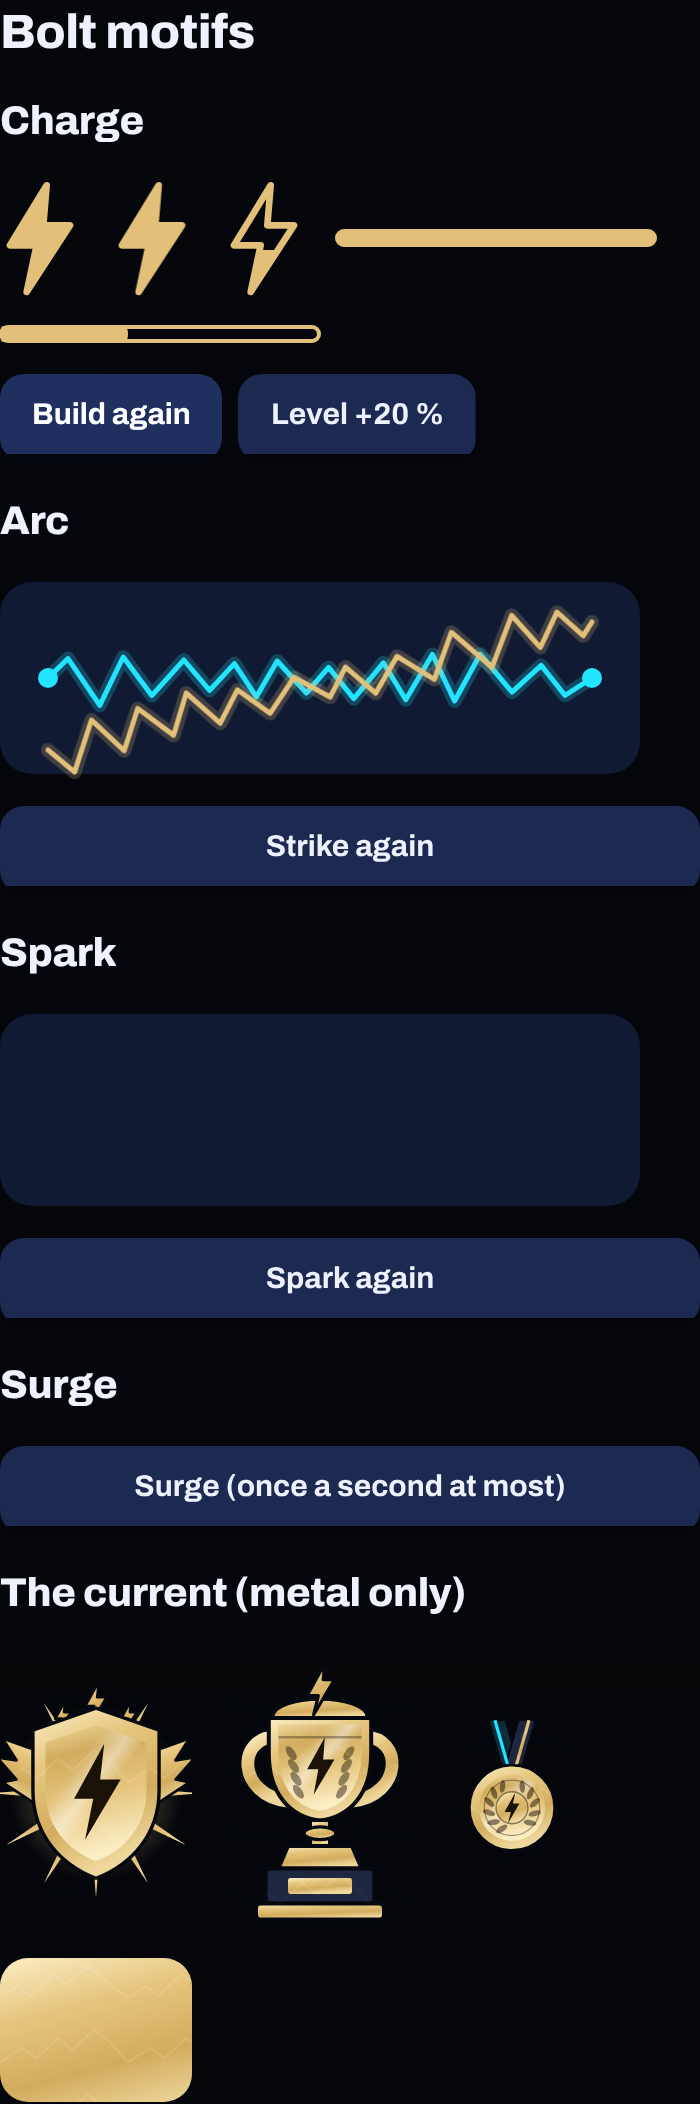 Bolt motifs
Charge
Build again
Level +20 %
Arc
Strike again
Spark
Spark again
Surge
Surge (once a second at most)
The current (metal only)